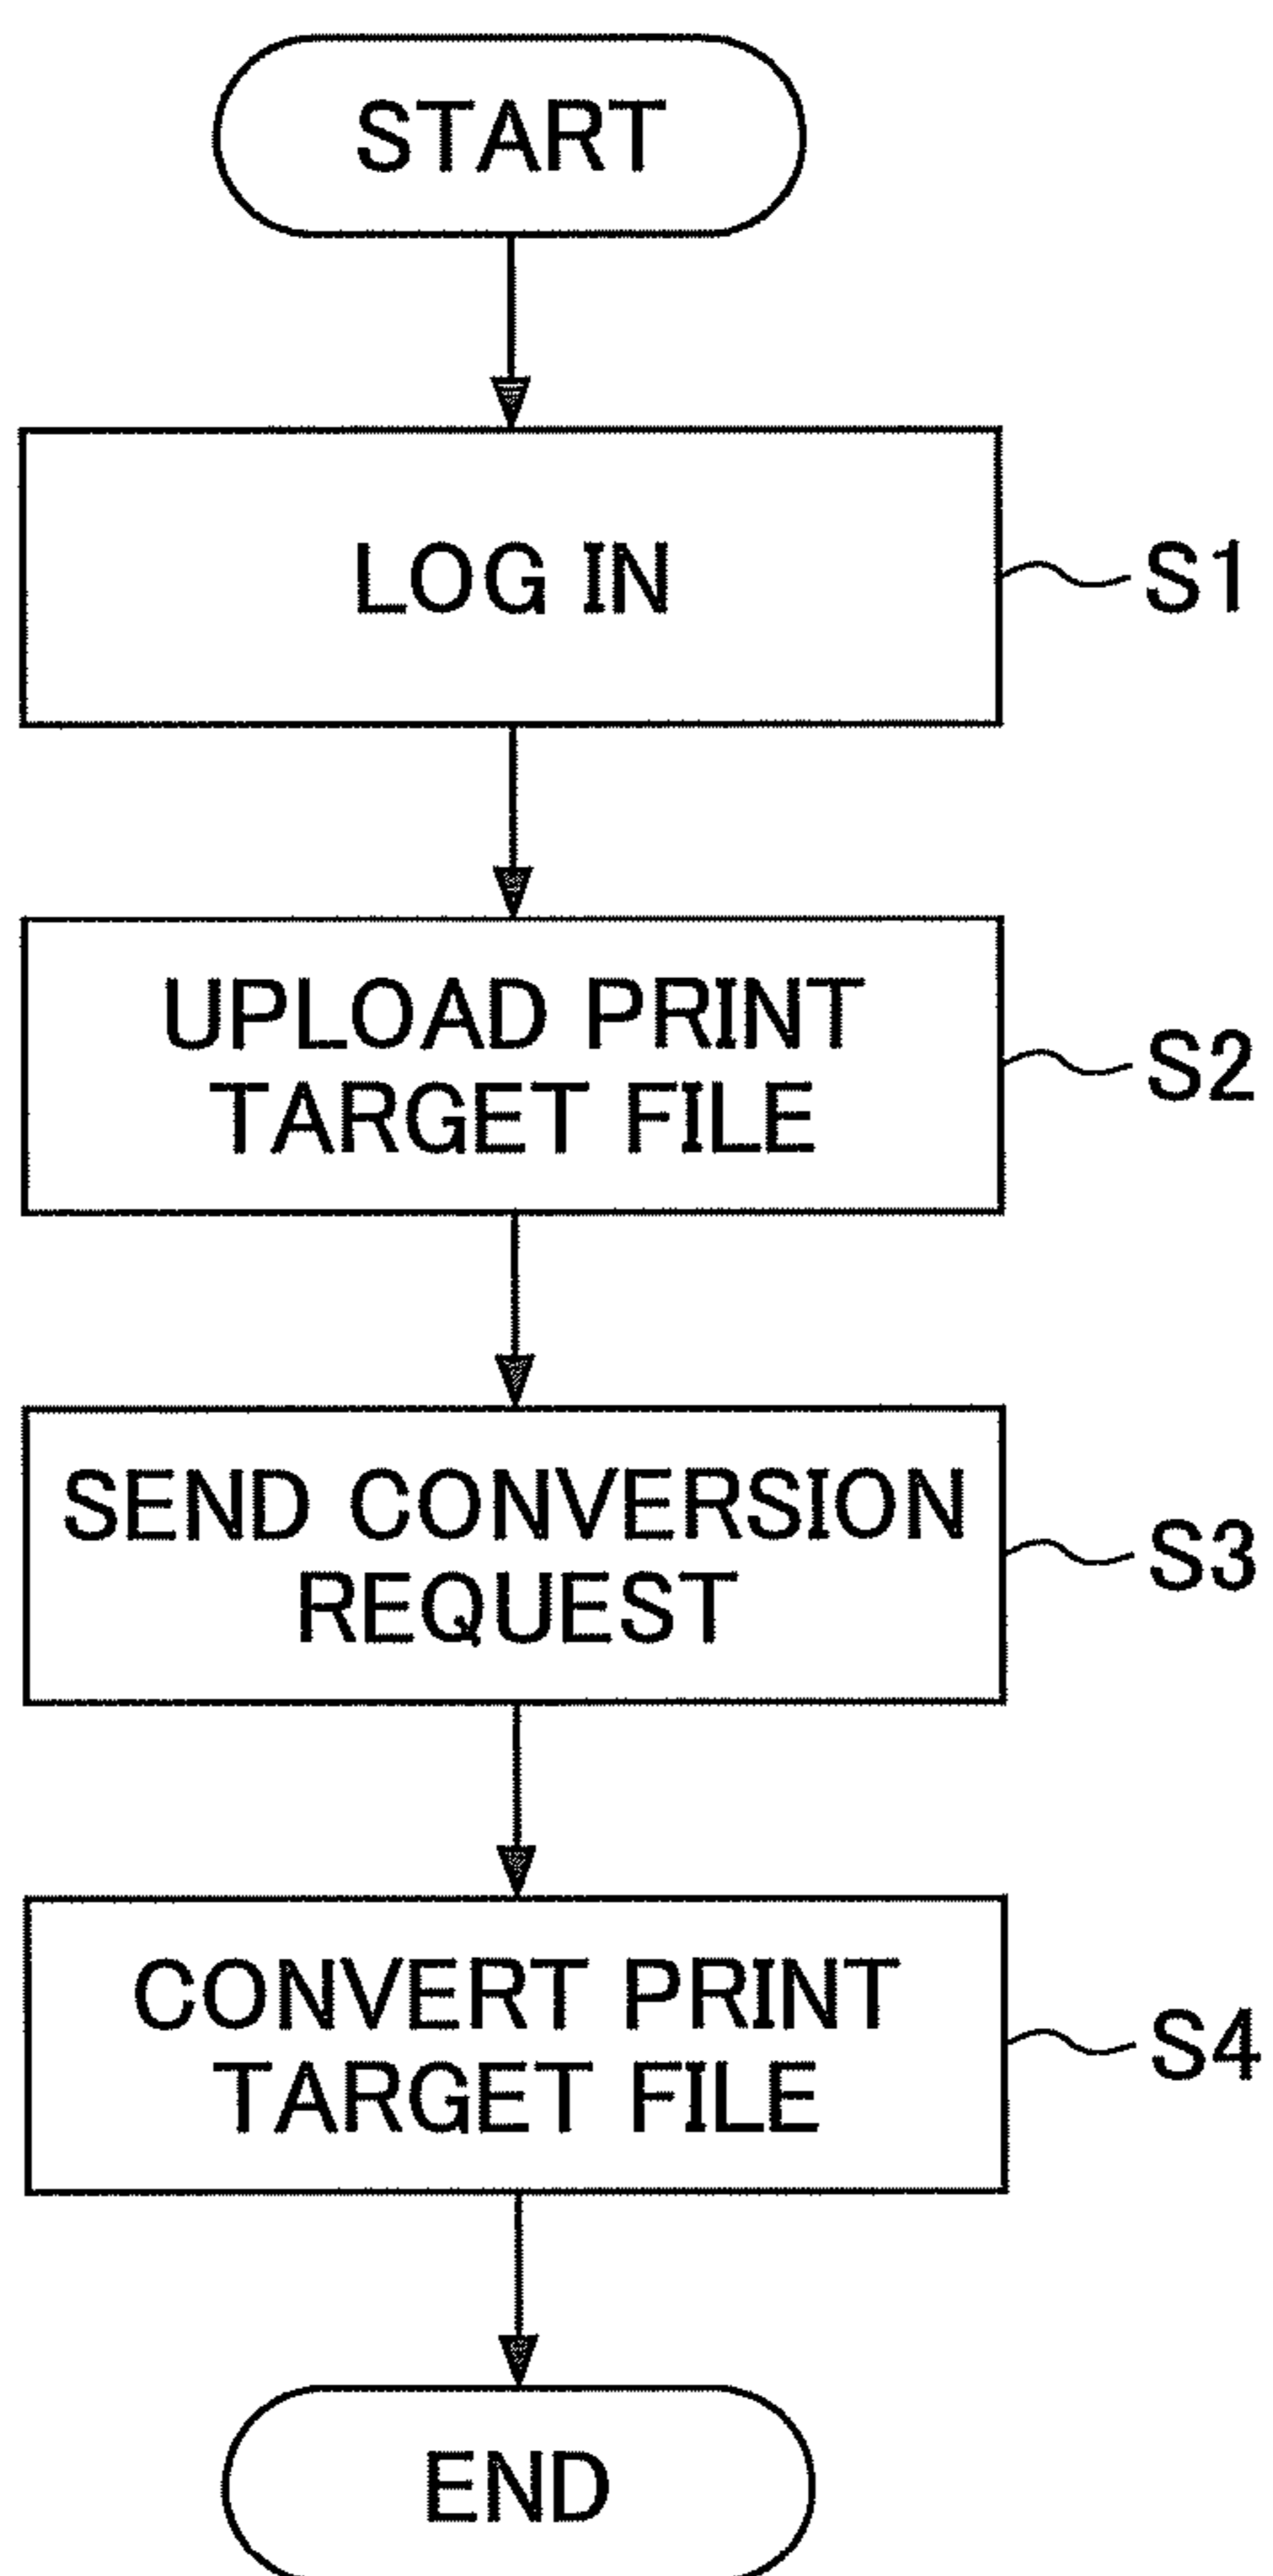 START
LOG IN
S1
UPLOAD PRINT
TARGET FILE
S2
SEND CONVERSION
REQUEST
S3
CONVERT PRINT
TARGET FILE
S4
END